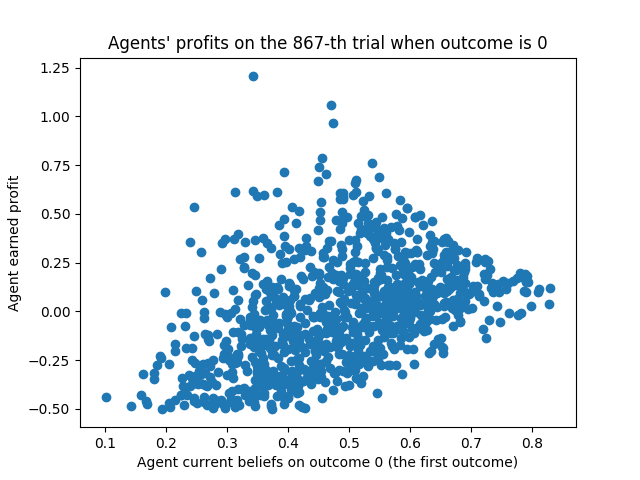 Agents' profits on the 867-th trial when outcome is 0
1.25
1.00
0.75
0.50
0.25
0.00
−0.25
−0.50
Agent earned profit
0.1 0.2 0.3 0.4 0.5 0.6 0.7 0.8
Agent current beliefs on outcome 0 (the first outcome)